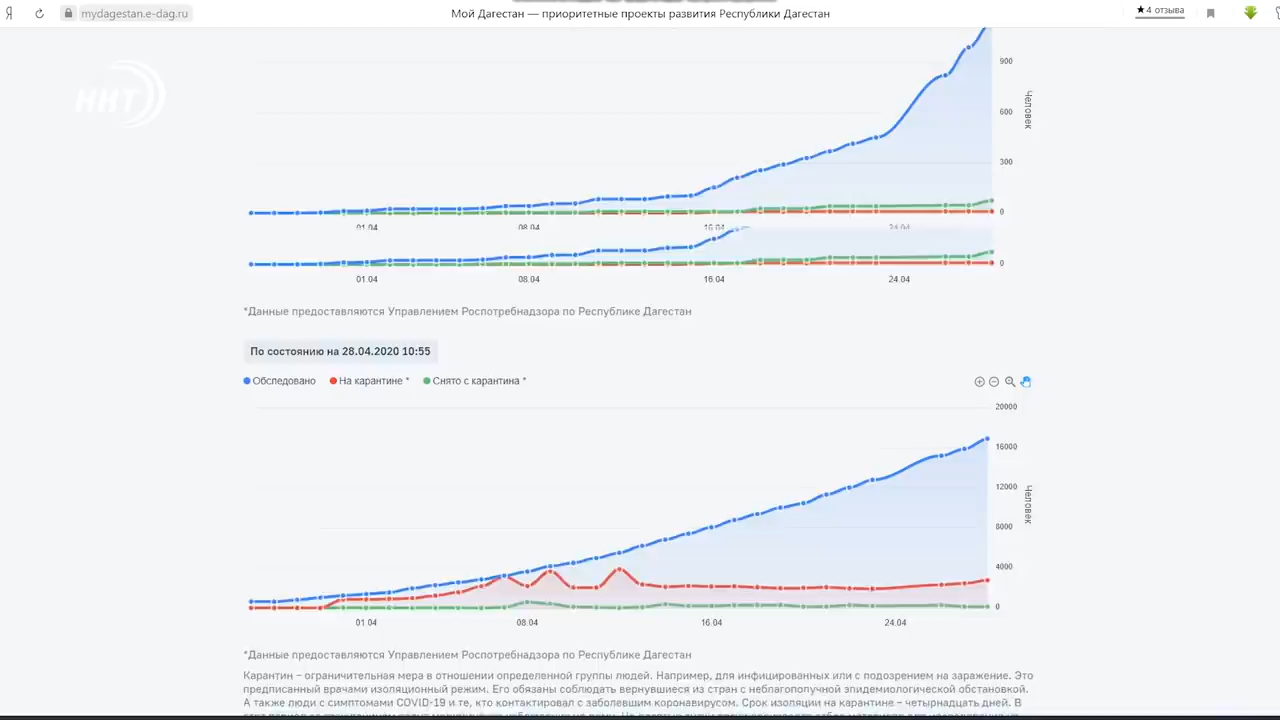 mydagestan.e-dag.ru
Мой Дагестан — приоритетные проекты развития Республики Дагестан
★4 отзыва
ННТ
900
600
300
0
Человек
01.04
08.04
16.04
24.04
0
01.04
08.04
16.04
24.04
*Данные предоставляются Управлением Роспотребнадзора по Республике Дагестан
По состоянию на 28.04.2020 10:55
Обследовано На карантине * Снято с карантина *
20000
16000
12000
8000
4000
0
Человек
01.04
08.04
16.04
24.04
*Данные предоставляются Управлением Роспотребнадзора по Республике Дагестан
Карантин – ограничительная мера в отношении определенной группы людей. Например, для инфицированных или с подозрением на заражение. Это
предписанный врачами изоляционный режим. Его обязаны соблюдать вернувшиеся из стран с неблагополучной эпидемиологической обстановкой.
А также люди с симптомами COVID-19 и те, кто контактировал с заболевшим коронавирусом. Срок изоляции на карантине – четырнадцать дней. В